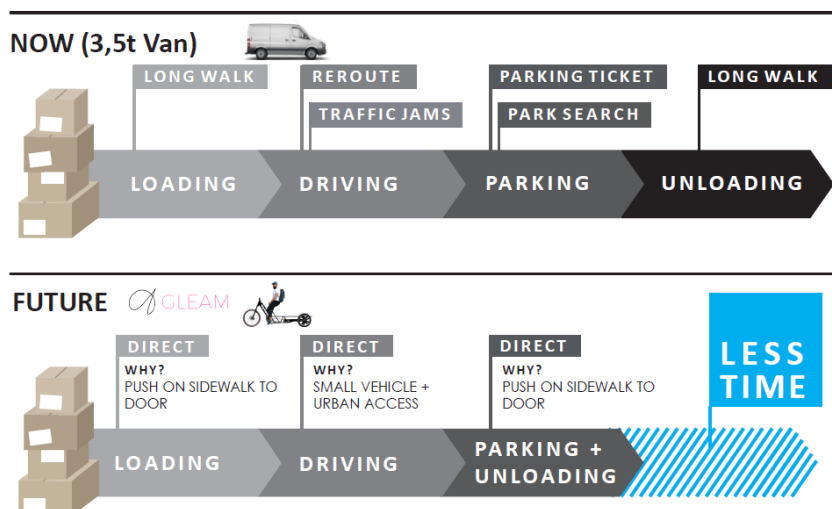 NOW (3,5t Van)
LONG WALK
REROUTE
PARKING TICKET
LONG WALK
TRAFFIC JAMS
PARK SEARCH
LOADING
DRIVING
PARKING
UNLOADING
FUTURE
GLEAM
DIRECT
WHY?
PUSH ON SIDEWALK TO
DOOR
DIRECT
WHY?
SMALL VEHICLE +
URBAN ACCESS
DIRECT
WHY?
PUSH ON SIDEWALK TO
DOOR
LESS
TIME
LOADING
DRIVING
PARKING +
UNLOADING